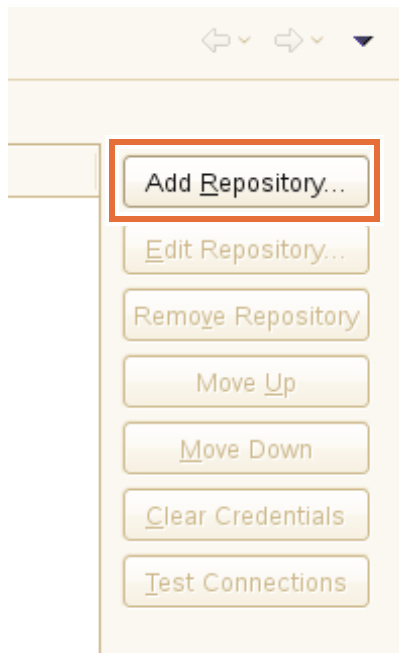 Add Repository...
Edit Repository...
Remove Repository
Move Up
Move Down
Clear Credentials
Test Connections